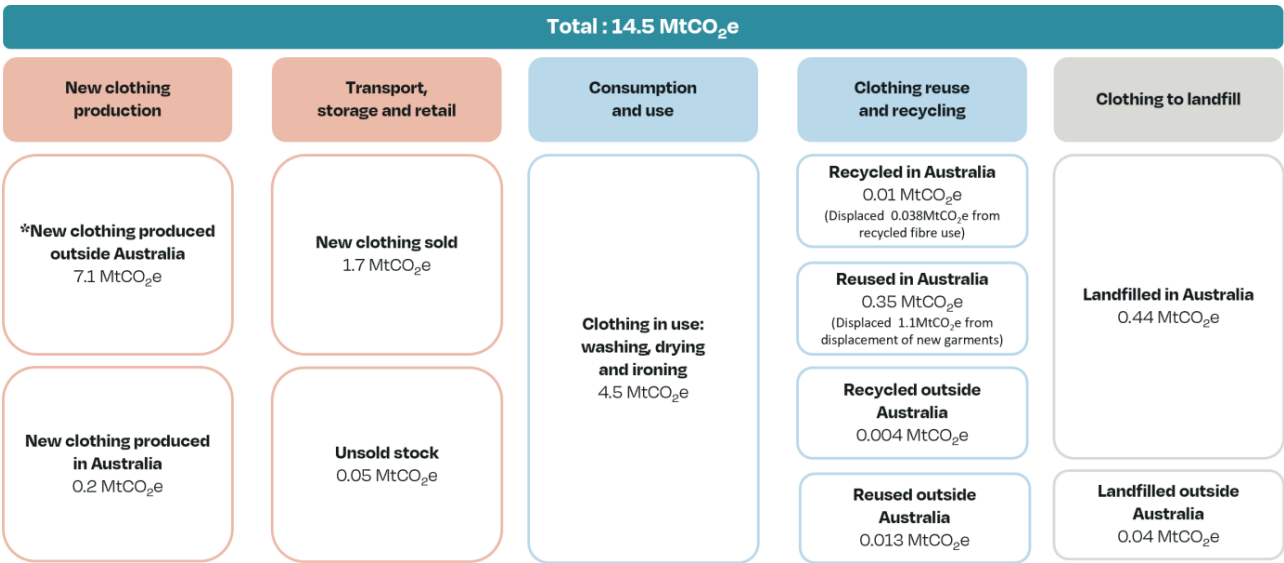 Total : 14.5 MtCO₂e
New clothing
production
Transport,
storage and retail
Consumption
and use
Clothing reuse
and recycling
Clothing to landfill
*New clothing produced
outside Australia
7.1 MtCO₂e
New clothing produced
in Australia
0.2 MtCO₂e
New clothing sold
1.7 MtCO₂e
Unsold stock
0.05 MtCO₂e
Clothing in use:
washing, drying
and ironing
4.5 MtCO₂e
Recycled in Australia
0.01 MtCO₂e
(Displaced 0.038MtCO₂e from
recycled fibre use)
Reused in Australia
0.35 MtCO₂e
(Displaced 1.1MtCO₂e from
displacement of new garments)
Recycled outside
Australia
0.004 MtCO₂e
Reused outside
Australia
0.013 MtCO₂e
Landfilled in Australia
0.44 MtCO₂e
Landfilled outside
Australia
0.04 MtCO₂e